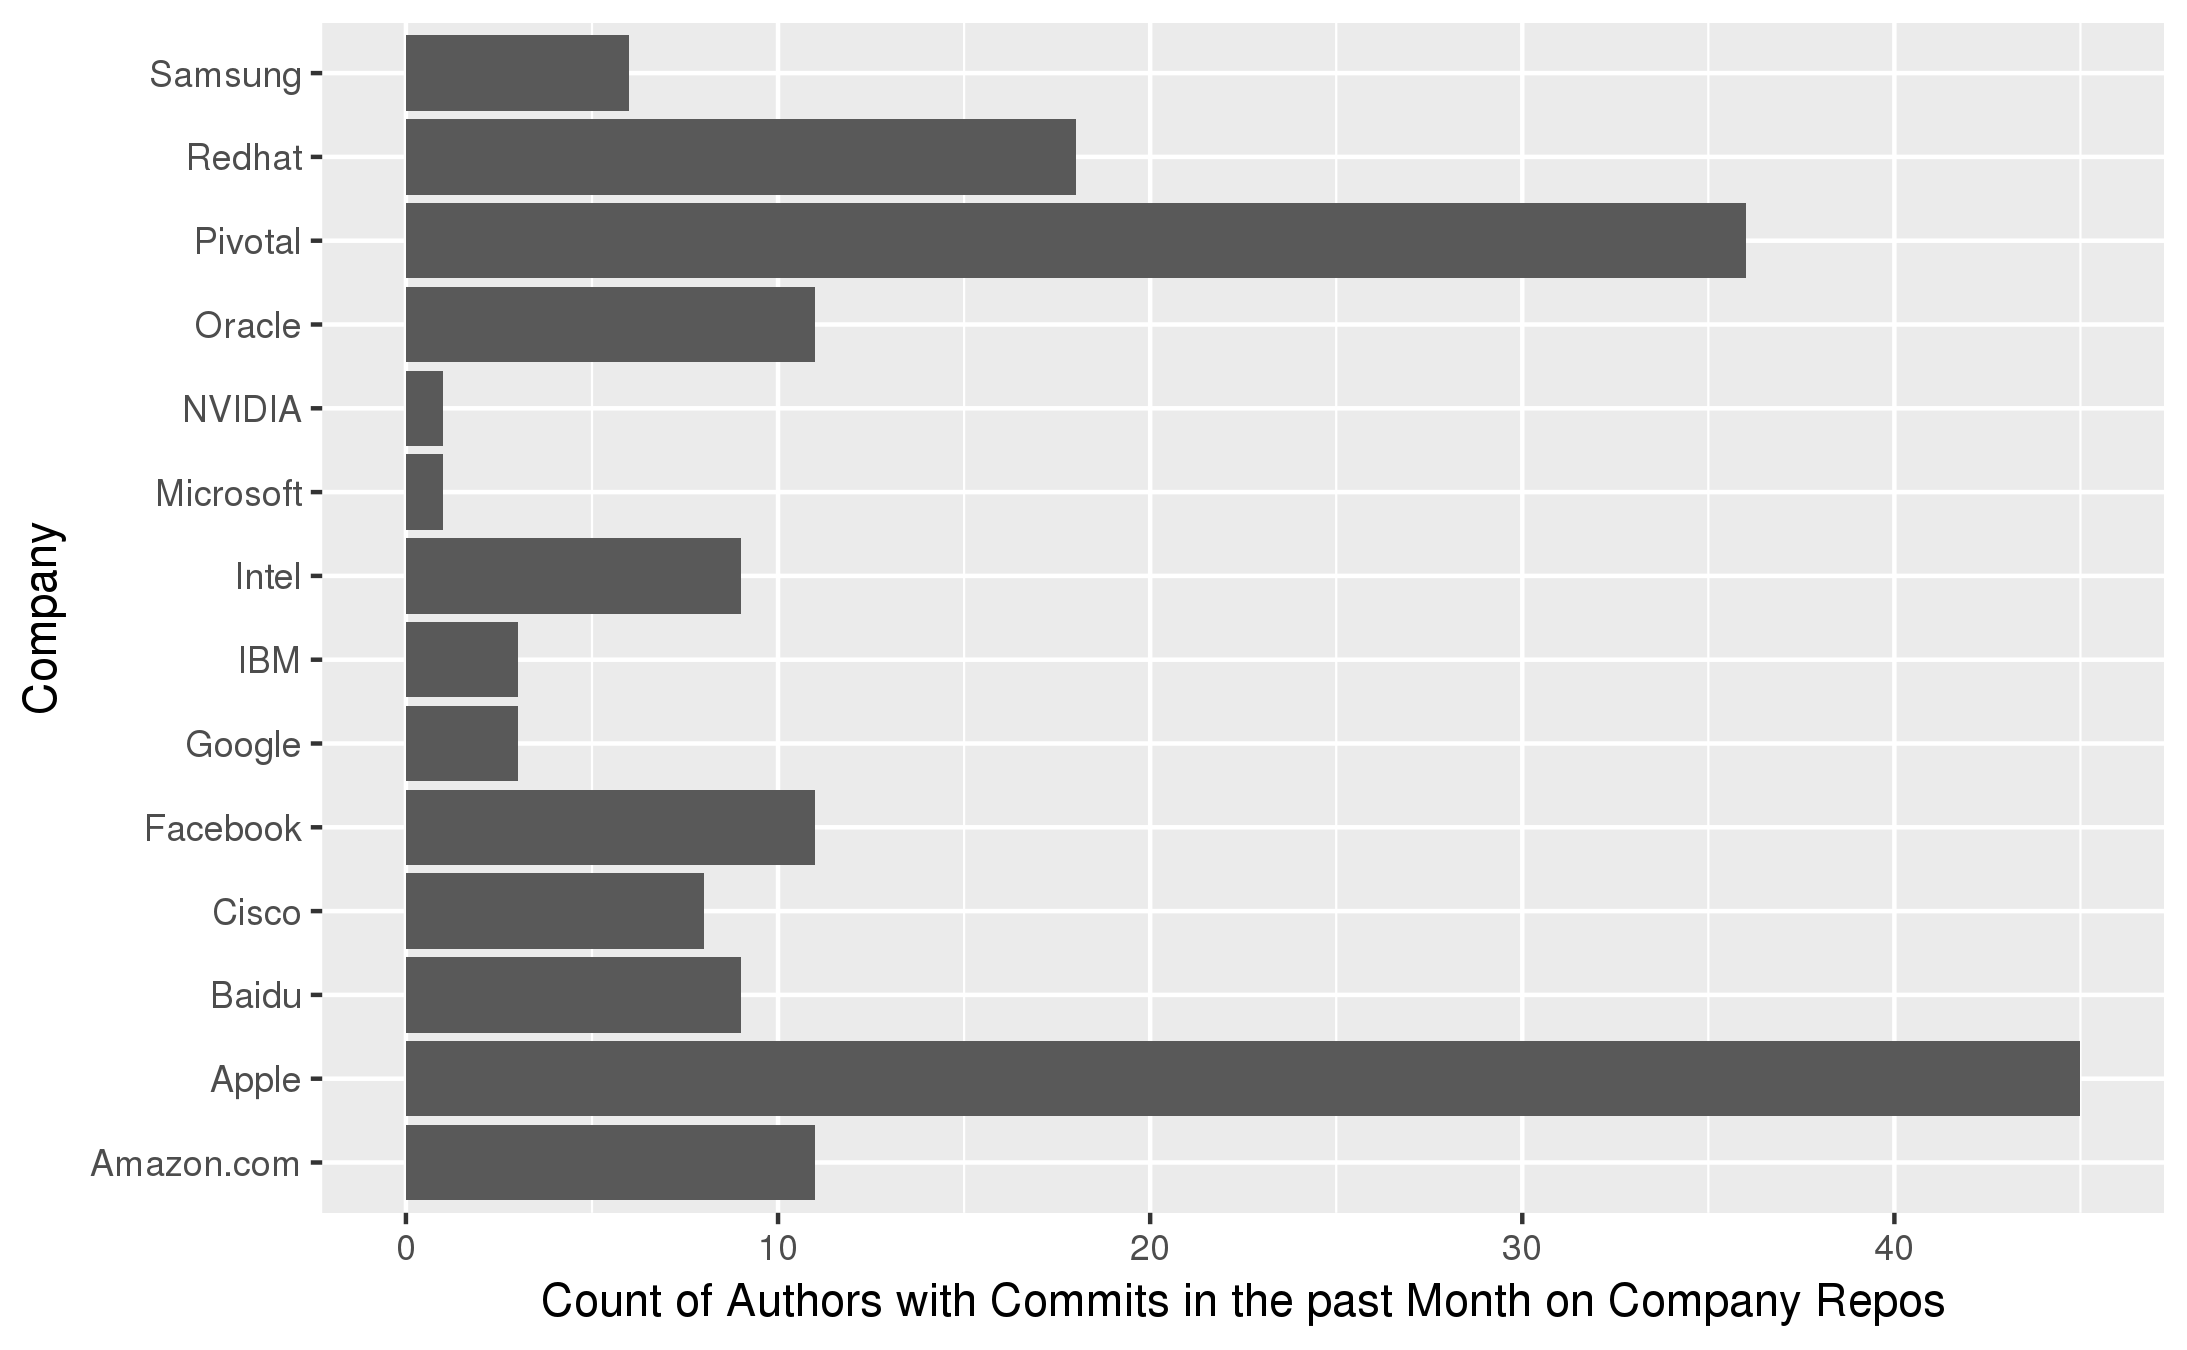 Samsung
Redhat
Pivotal
Oracle
NVIDIA
Microsoft
Intel
IBM
Google
Facebook
Cisco
Baidu
Apple
Amazon.com
Company
0 10 20 30 40
Count of Authors with Commits in the past Month on Company Repos